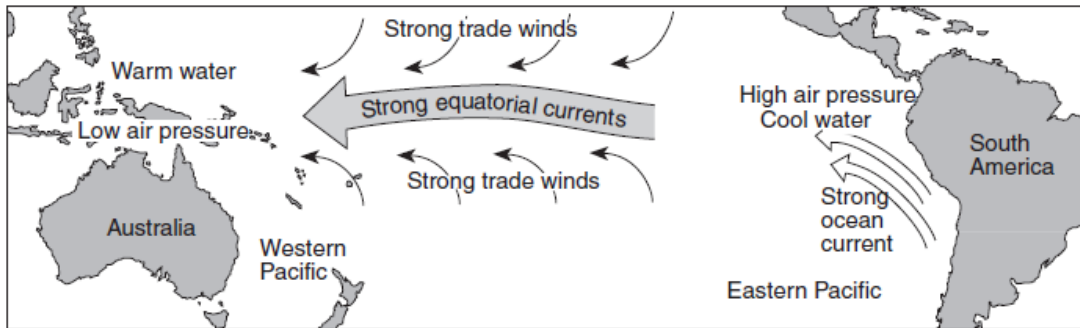 Strong trade winds
Warm water
Strong equatorial currents
Low air pressure
Strong trade winds
Australia
Western
Pacific
High air pressure
Cool water
South
America
Strong
ocean
current
Eastern Pacific